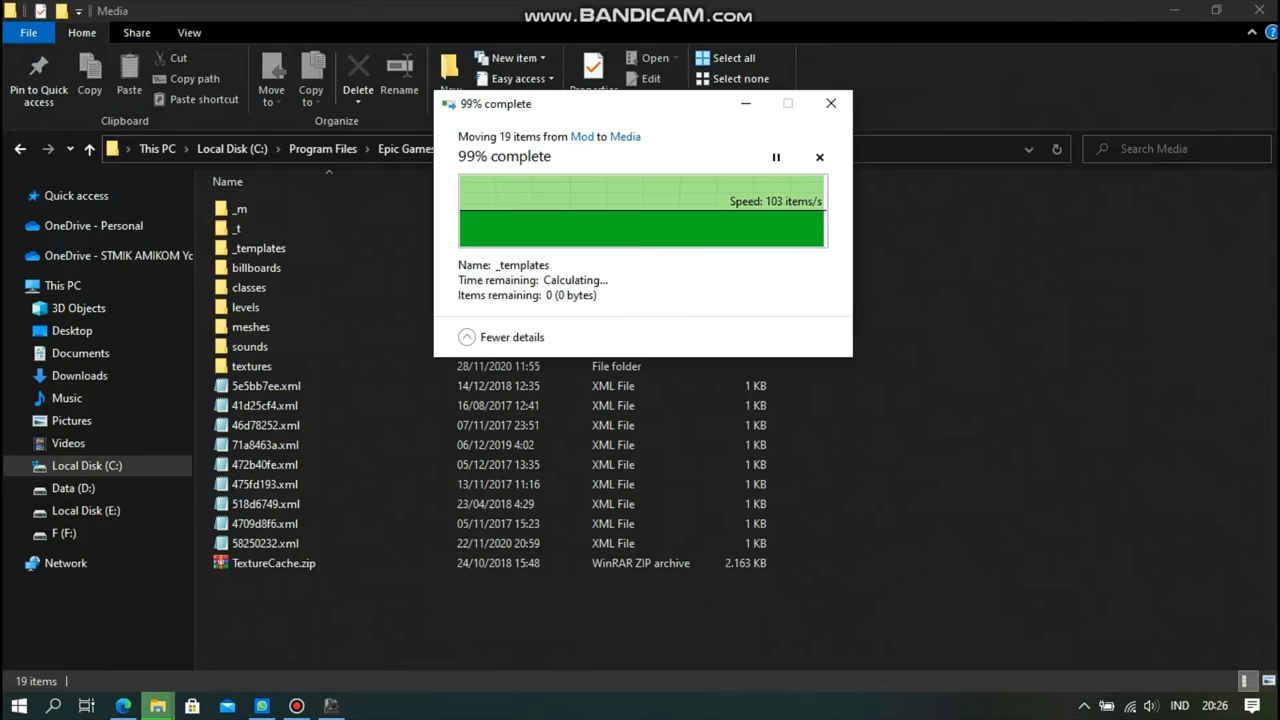 Media
www.BANDICAM.com
File Home Share View
Pin to Quick access
Copy
Paste
Cut
Copy path
Paste shortcut
Clipboard
Move to
Copy to
Delete
Rename
Organize
New item
Easy access
Open
Edit
Select all
Select none
This PC Local Disk (C:) Program Files Epic Games
Search Media
99% complete
Moving 19 items from Mod to Media
99% complete
Speed: 103 items/s
Name: _templates
Time remaining: Calculating...
Items remaining: 0 (0 bytes)
Fewer details
Quick access
OneDrive - Personal
OneDrive - STMIK AMIKOM Yo
This PC
3D Objects
Desktop
Documents
Downloads
Music
Pictures
Videos
Local Disk (C:)
Data (D:)
Local Disk (E:)
F (F:)
Network
Name
_m
_t
_templates
billboards
classes
levels
meshes
sounds
textures 28/11/2020 11:55 File folder
5e5bb7ee.xml 14/12/2018 12:35 XML File 1 KB
41d25cf4.xml 16/08/2017 12:41 XML File 1 KB
46d78252.xml 07/11/2017 23:51 XML File 1 KB
71a8463a.xml 06/12/2019 4:02 XML File 1 KB
472b40fe.xml 05/12/2017 13:35 XML File 1 KB
475fd193.xml 13/11/2017 11:16 XML File 1 KB
518d6749.xml 23/04/2018 4:29 XML File 1 KB
4709d8f6.xml 05/11/2017 15:23 XML File 1 KB
58250232.xml 22/11/2020 20:59 XML File 1 KB
TextureCache.zip 24/10/2018 15:48 WinRAR ZIP archive 2.163 KB
19 items
IND 20:26